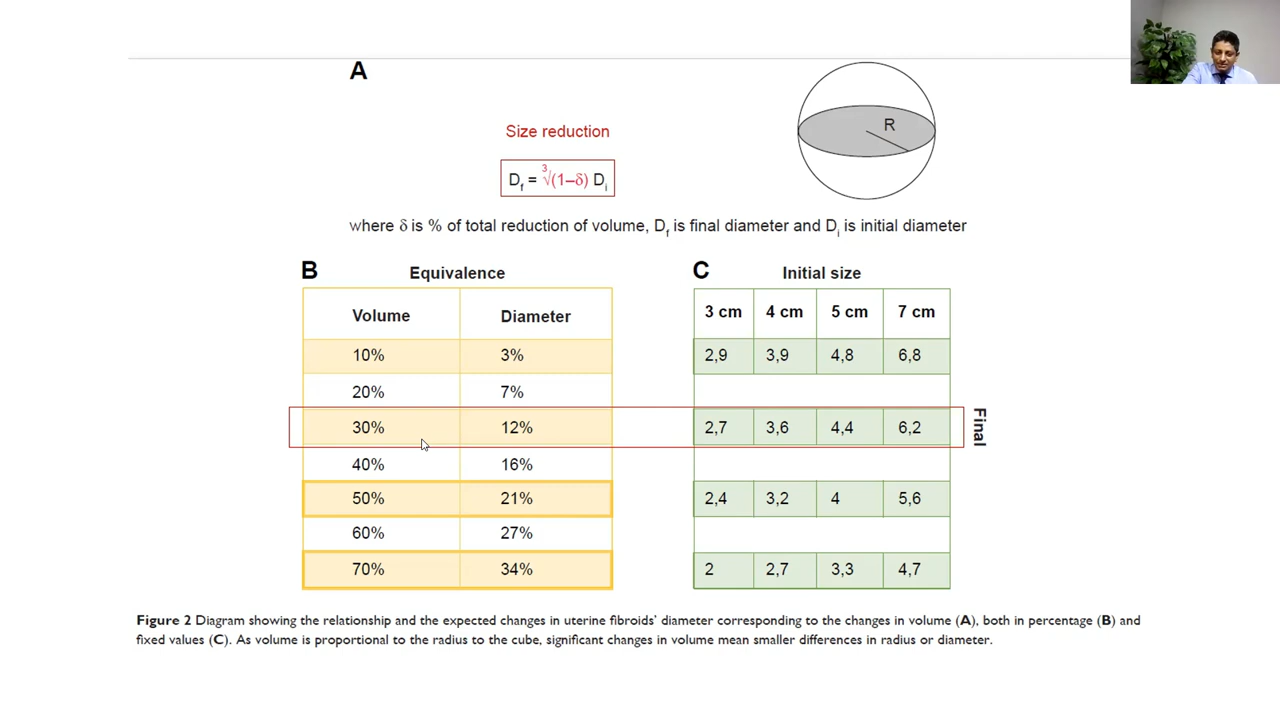 A
R
Size reduction
D_f = ³√(1–δ) D_i
where δ is % of total reduction of volume, D_f is final diameter and D_i is initial diameter
B Equivalence
Volume Diameter
10% 3%
20% 7%
30% 12%
40% 16%
50% 21%
60% 27%
70% 34%
C Initial size
3 cm 4 cm 5 cm 7 cm
2,9 3,9 4,8 6,8
2,7 3,6 4,4 6,2
2,4 3,2 4 5,6
2 2,7 3,3 4,7
Final
Figure 2 Diagram showing the relationship and the expected changes in uterine fibroids' diameter corresponding to the changes in volume (A), both in percentage (B) and
fixed values (C). As volume is proportional to the radius to the cube, significant changes in volume mean smaller differences in radius or diameter.